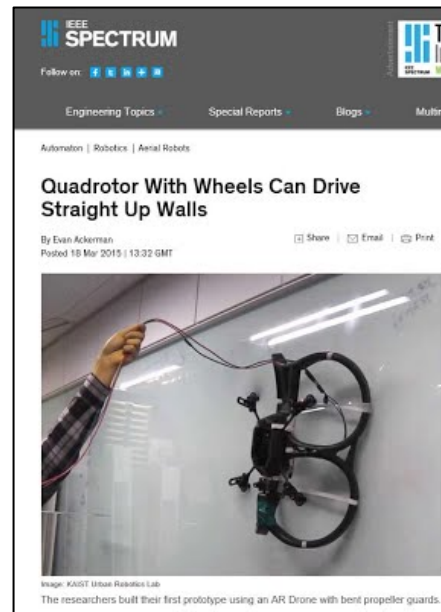 IEEE
SPECTRUM
Follow on:
Engineering Topics
Special Reports
Blogs
Automaton | Robotics | Aerial Robots
Quadrotor With Wheels Can Drive
Straight Up Walls
By Evan Ackerman
Posted 18 Mar 2015 | 13:32 GMT
Share | Email | Print
Advertisement
Image: KAIST Urban Robotics Lab
The researchers built their first prototype using an AR Drone with bent propeller guards.